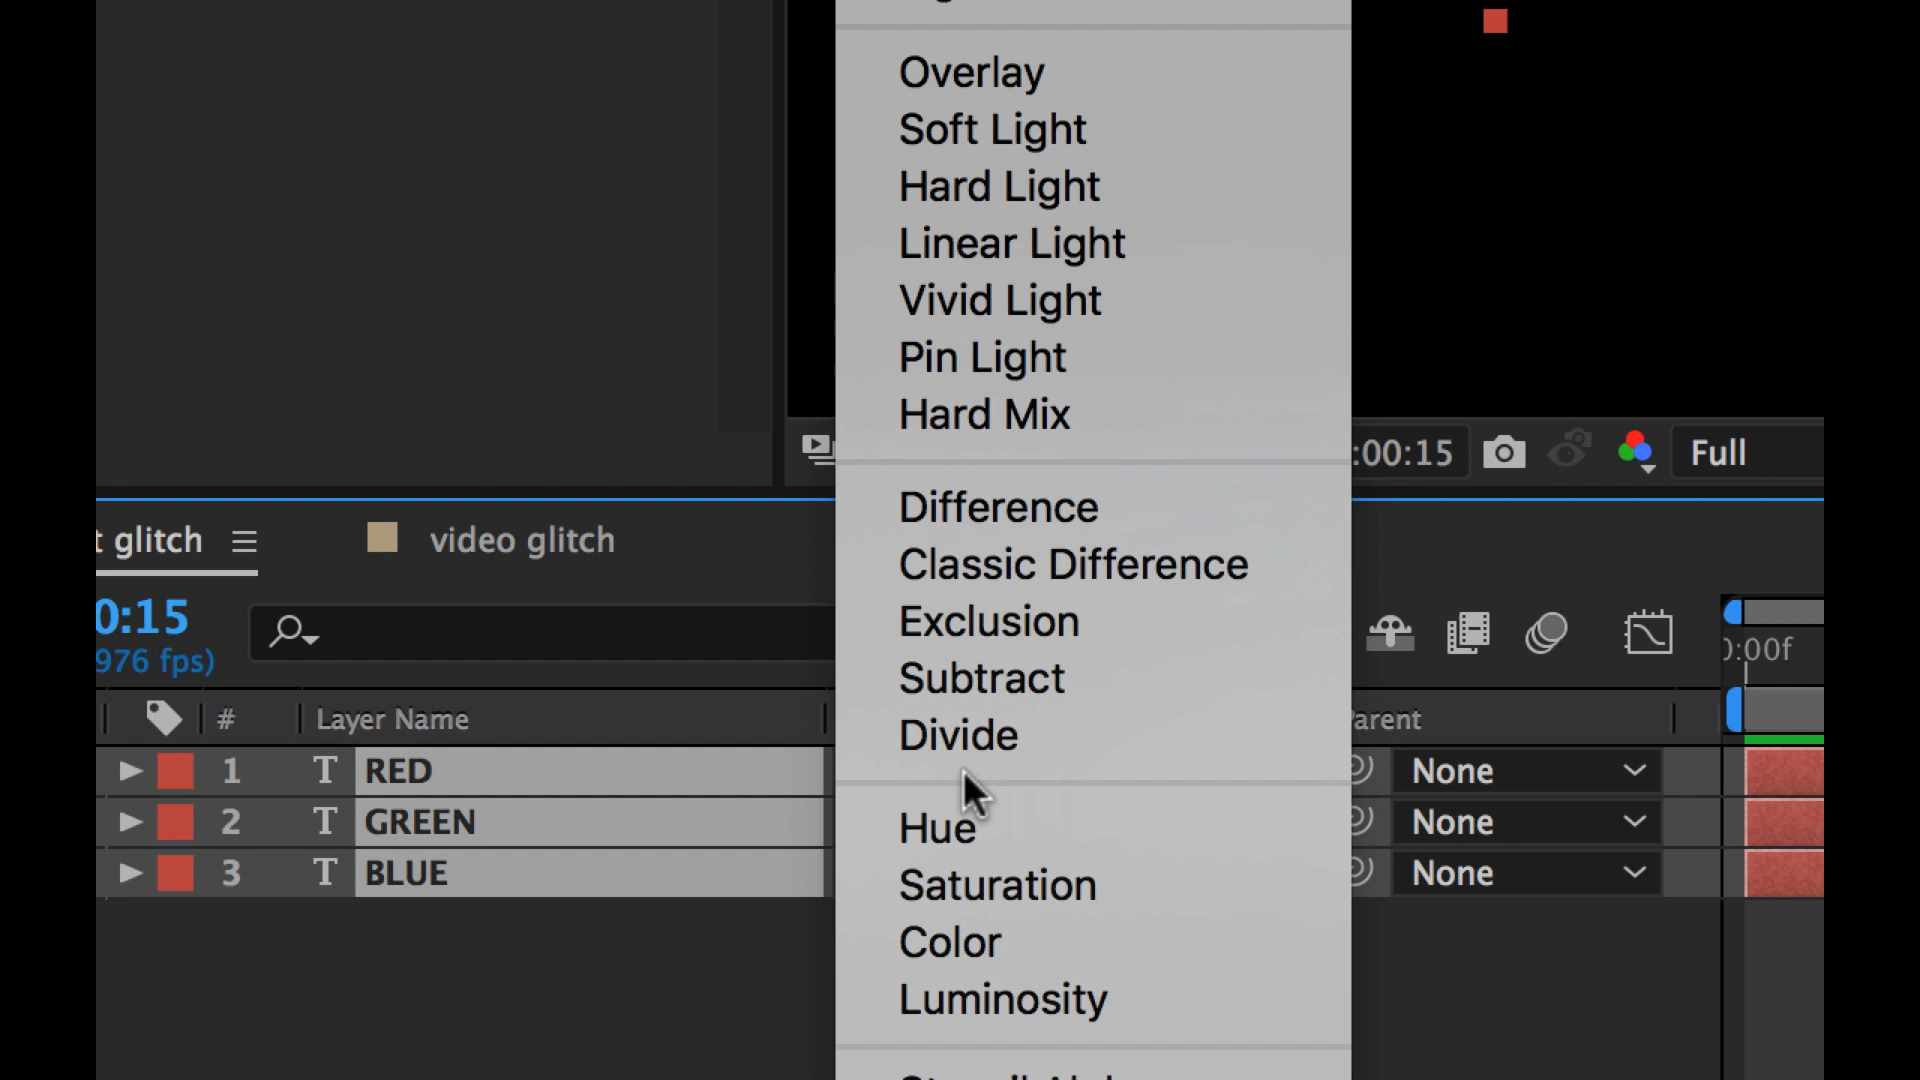 Overlay
Soft Light
Hard Light
Linear Light
Vivid Light
Pin Light
Hard Mix
:00:15
Full
Difference
t glitch
video glitch
Classic Difference
0:15
Exclusion
976 fps)
0:00f
Subtract
# Layer Name
Parent
Divide
1 T RED
None
2 T GREEN
None
Hue
3 T BLUE
None
Saturation
Color
Luminosity